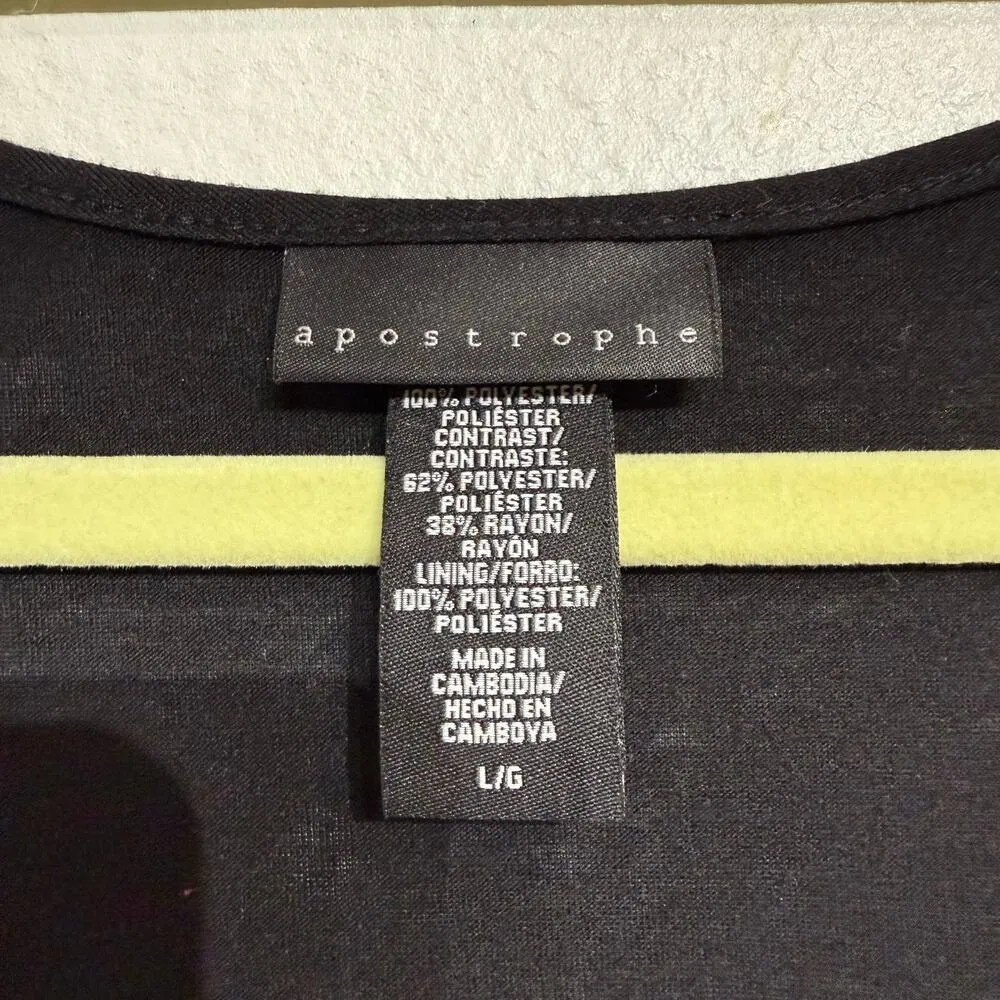 apostrophe
100% POLYESTER/
POLIÉSTER
CONTRAST/
CONTRASTE:
62% POLYESTER/
POLIÉSTER
38% RAYON/
RAYÓN
LINING/FORRO:
100% POLYESTER/
POLIÉSTER
MADE IN
CAMBODIA/
HECHO EN
CAMBOYA
L/G